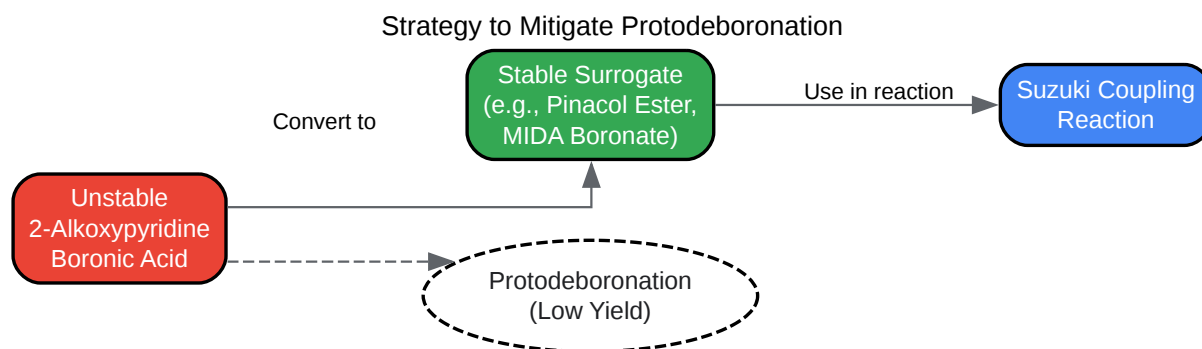 Strategy to Mitigate Protodeboronation
Stable Surrogate
(e.g., Pinacol Ester,
MIDA Boronate)
Use in reaction
Suzuki Coupling
Reaction
Convert to
Unstable
2-Alkoxypyridine
Boronic Acid
Protodeboronation
(Low Yield)